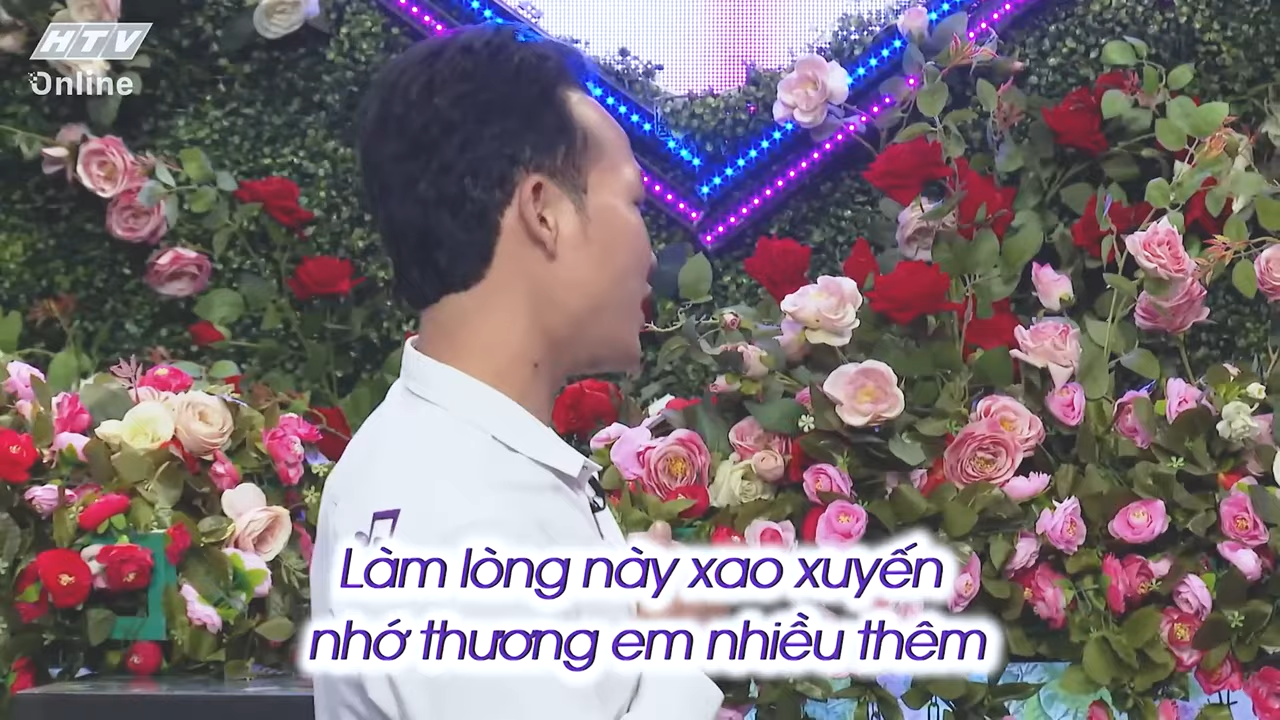 HTV
Online
Làm lòng này xao xuyến
nhớ thương em nhiều thêm